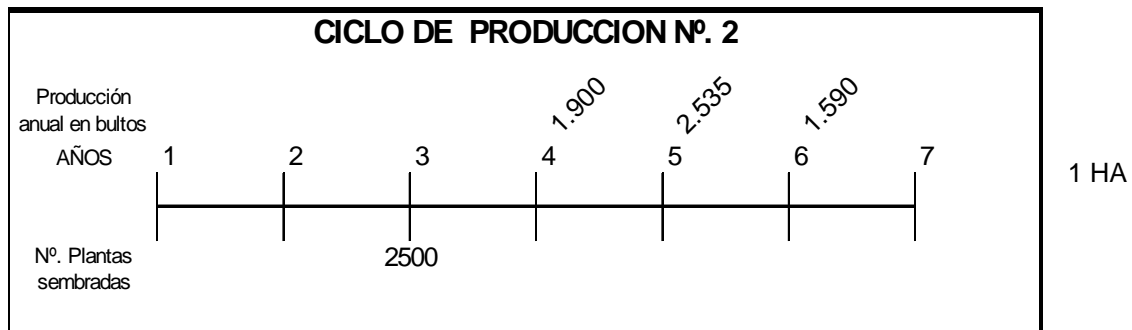 CICLO DE PRODUCCION Nº. 2
Producción
anual en bultos
1.900 2.535 1.590
AÑOS 1 2 3 4 5 6 7
1 HA
Nº. Plantas
sembradas
2500